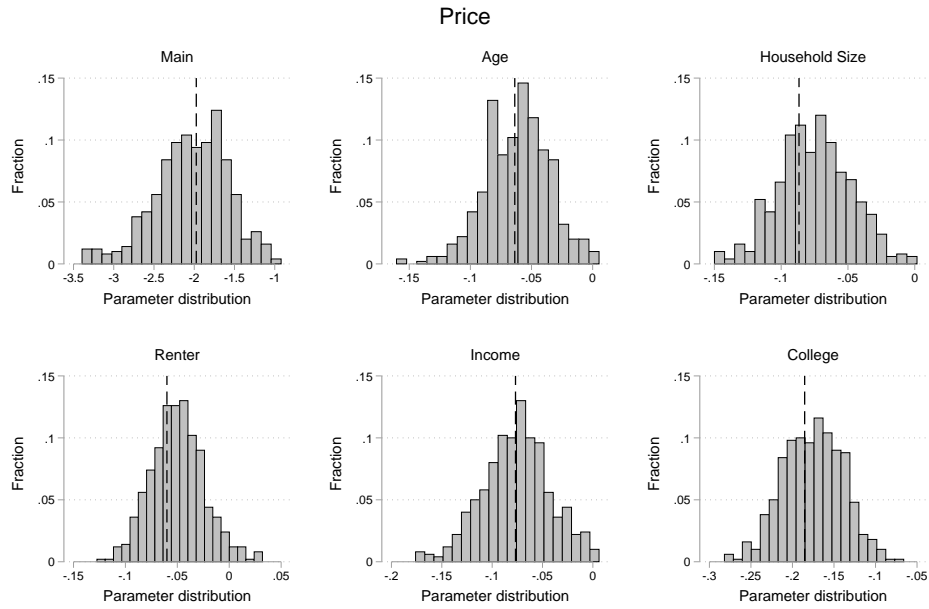 Price
Main
Fraction
.15
.1
.05
0
-3.5 -3 -2.5 -2 -1.5 -1
Parameter distribution
Age
Fraction
.15
.1
.05
0
-.15 -.1 -.05 0
Parameter distribution
Household Size
Fraction
.15
.1
.05
0
-.15 -.1 -.05 0
Parameter distribution
Renter
Fraction
.15
.1
.05
0
-.15 -.1 -.05 0 .05
Parameter distribution
Income
Fraction
.15
.1
.05
0
-.2 -.15 -.1 -.05 0
Parameter distribution
College
Fraction
.15
.1
.05
0
-.3 -.25 -.2 -.15 -.1 -.05
Parameter distribution